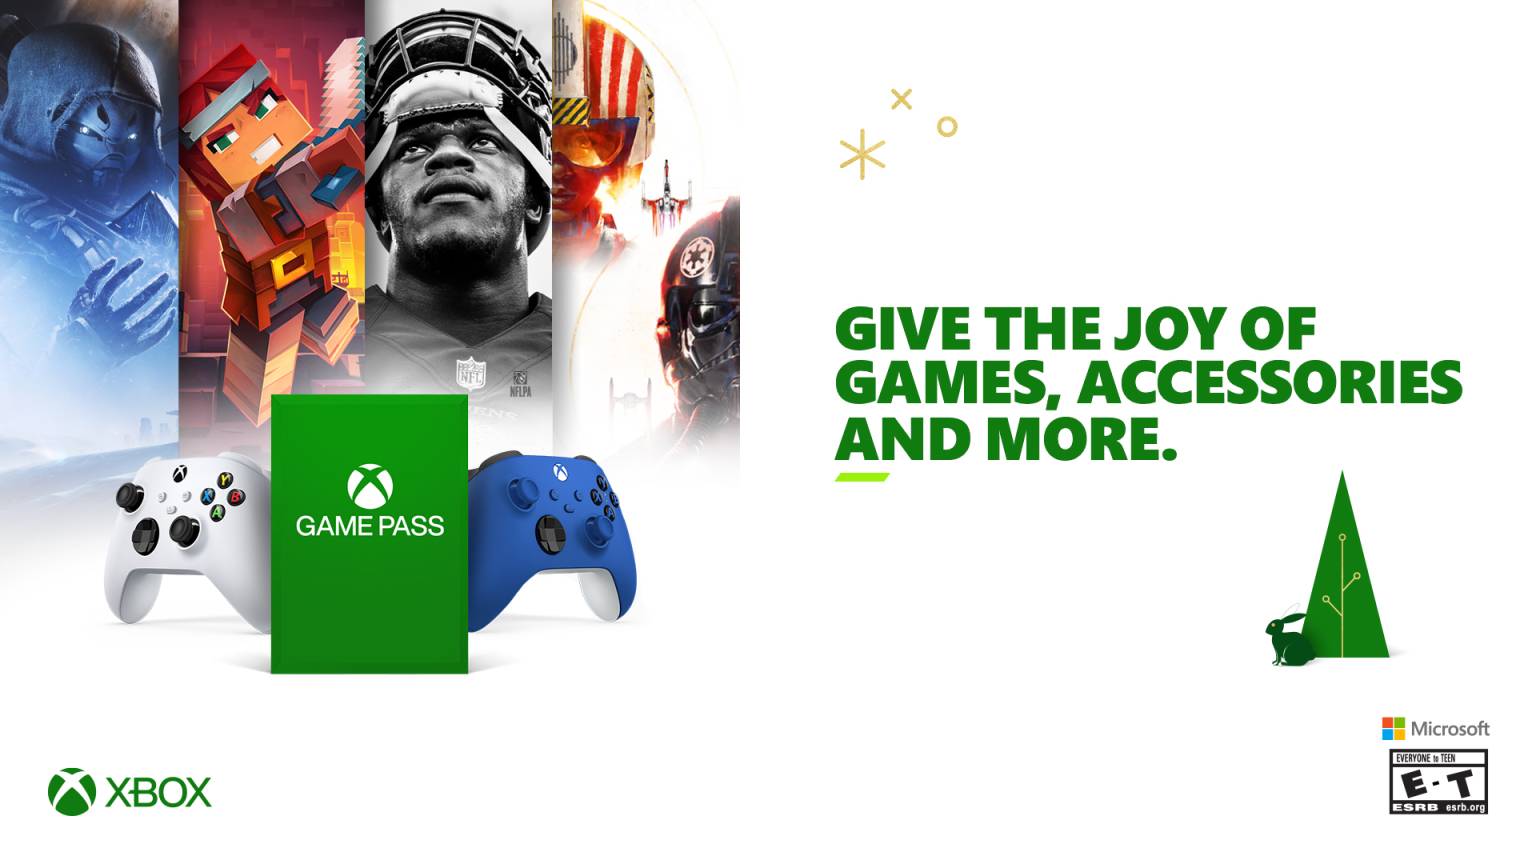 NFL
NFLPA
GAME PASS
Y
X
B
A
GIVE THE JOY OF
GAMES, ACCESSORIES
AND MORE.
XBOX
Microsoft
EVERYONE to TEEN
E-T
ESRB esrb.org